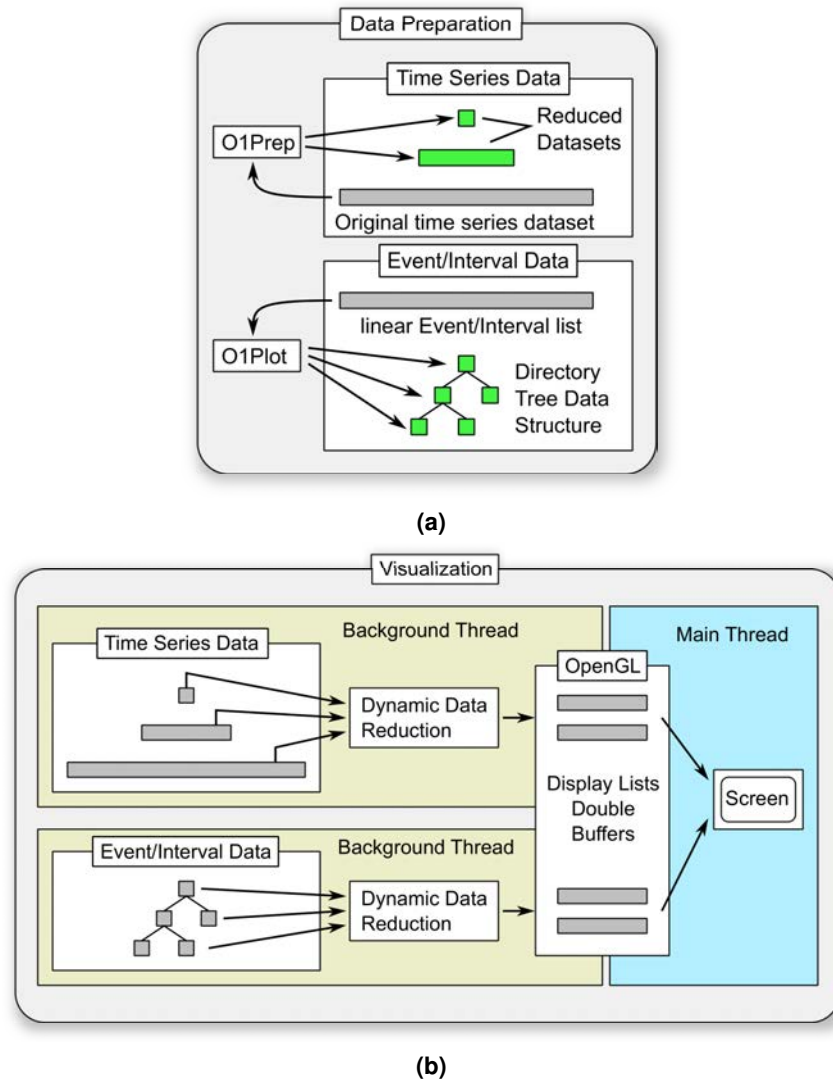 Data Preparation
Time Series Data
O1Prep
Reduced
Datasets
Original time series dataset
Event/Interval Data
linear Event/Interval list
O1Plot
Directory
Tree Data
Structure
(a)
Visualization
Background Thread
Main Thread
Time Series Data
OpenGL
Dynamic Data
Reduction
Display Lists
Double
Buffers
Screen
Background Thread
Event/Interval Data
Dynamic Data
Reduction
(b)